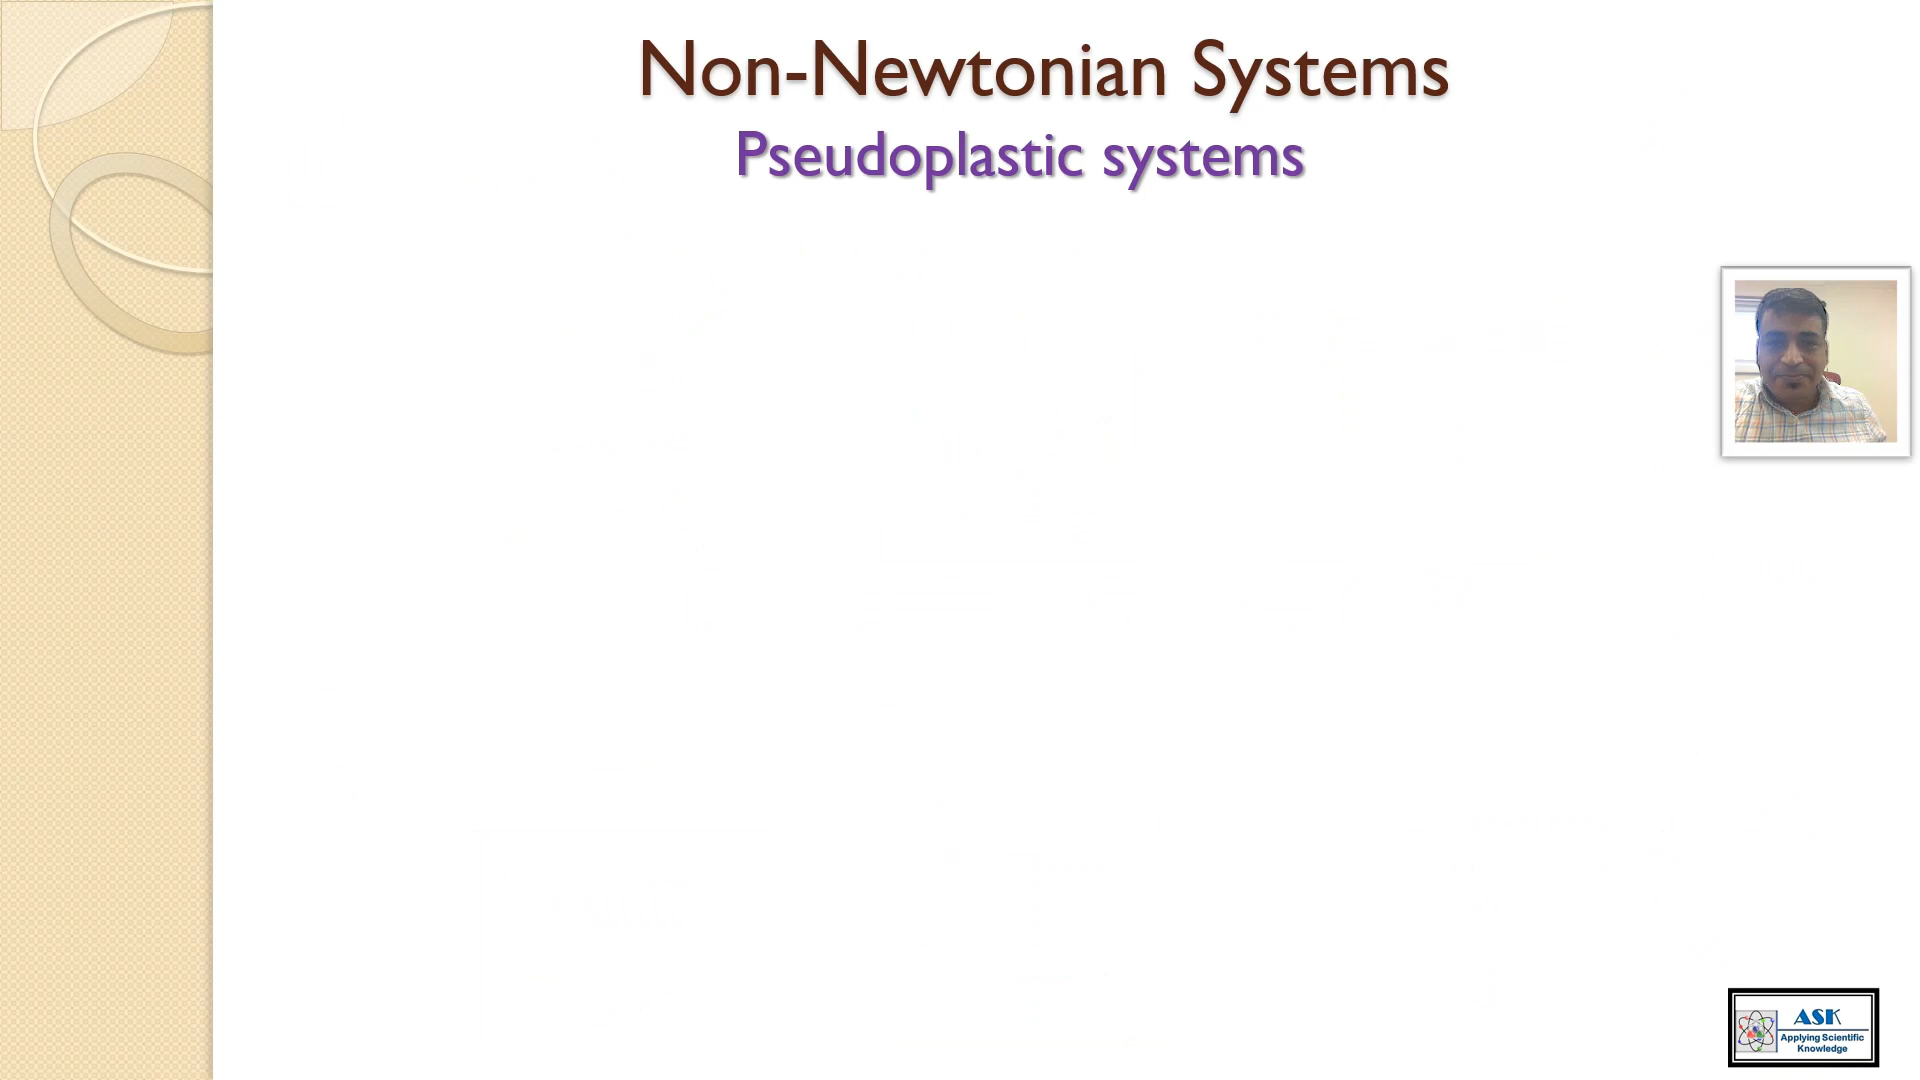 Non-Newtonian Systems
Pseudoplastic systems
ASK
Applying Scientific
Knowledge